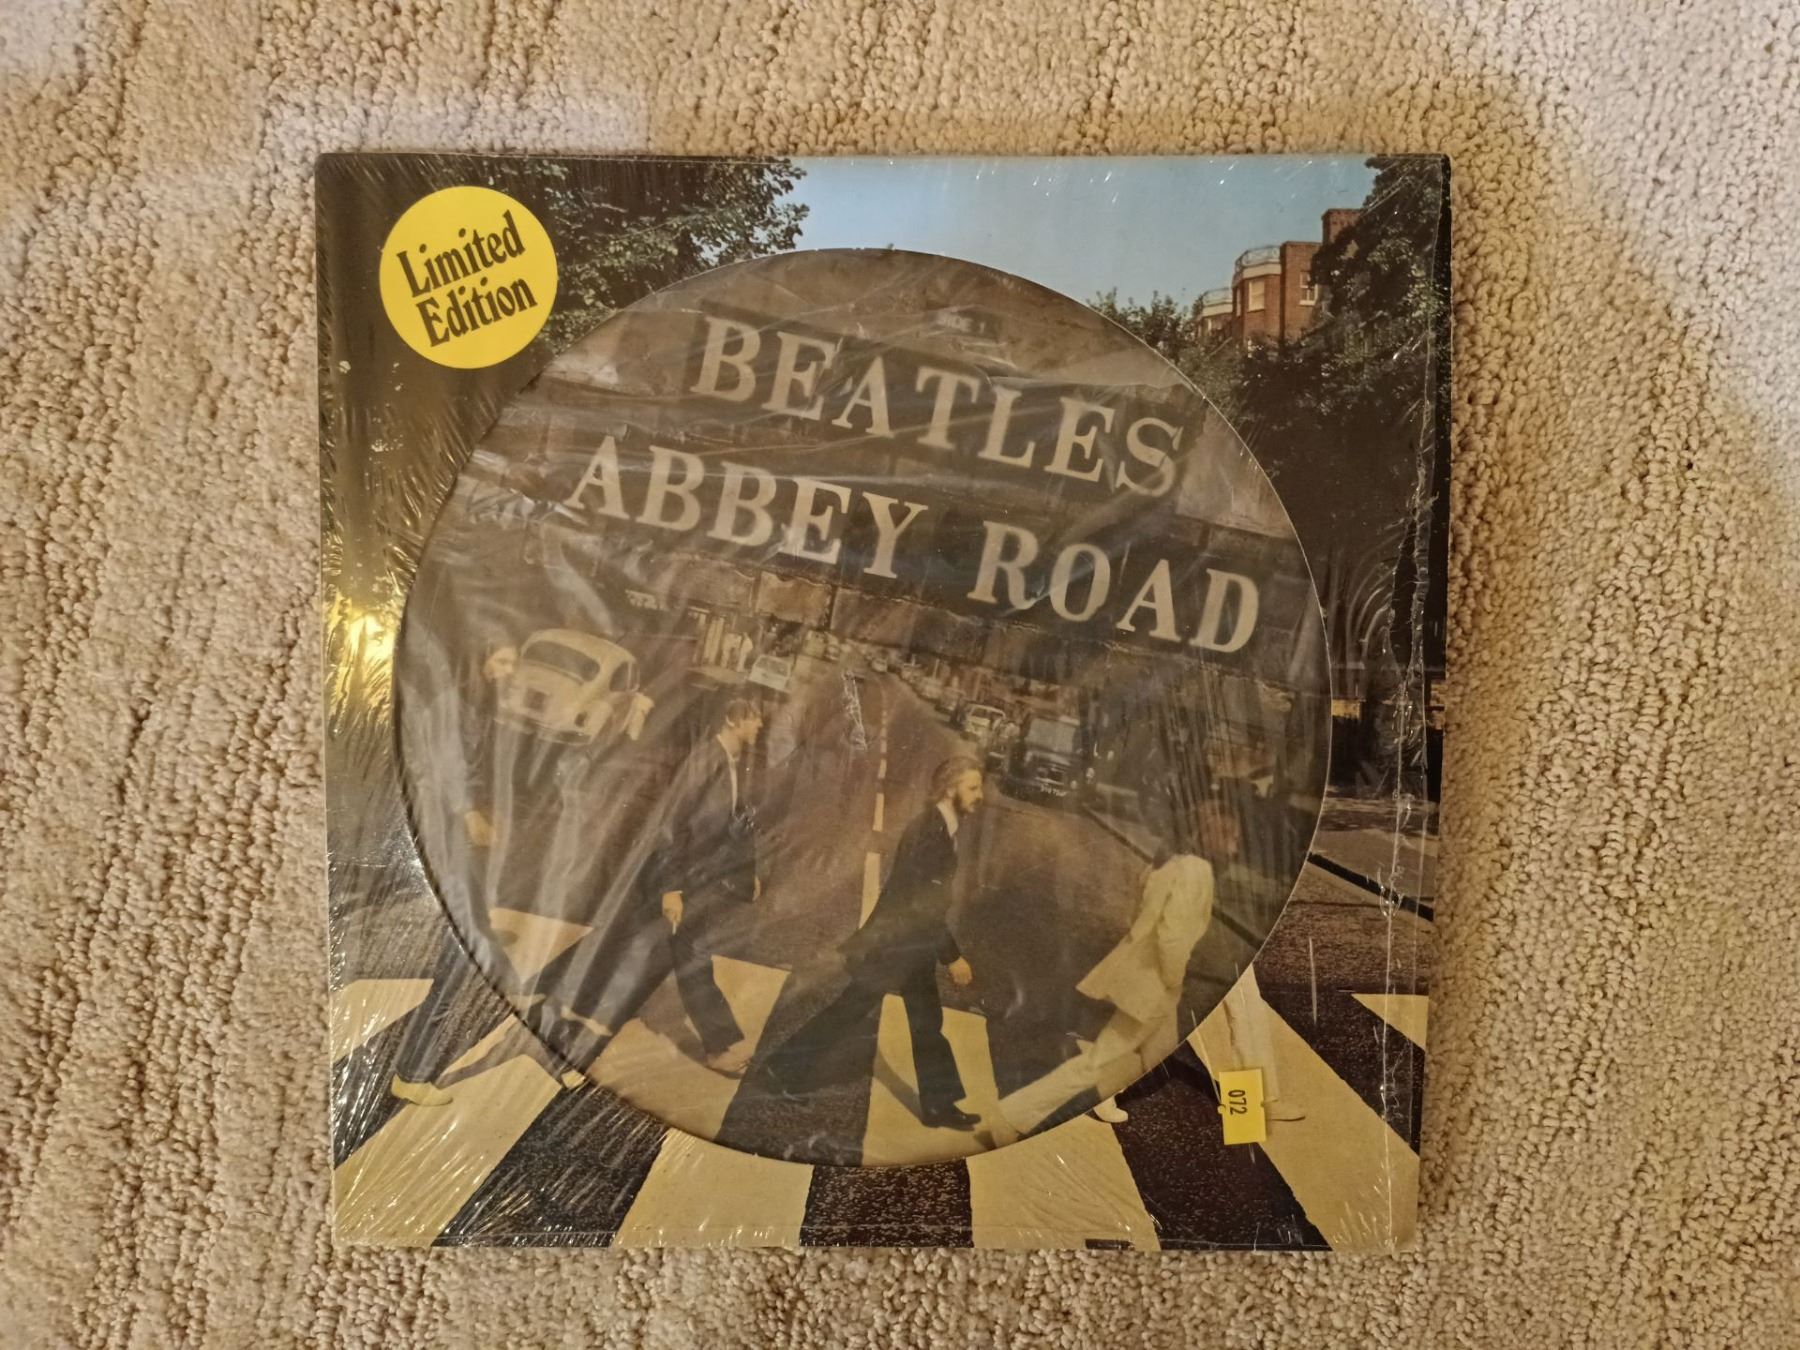 Limited
Edition
BEATLES
ABBEY ROAD
072